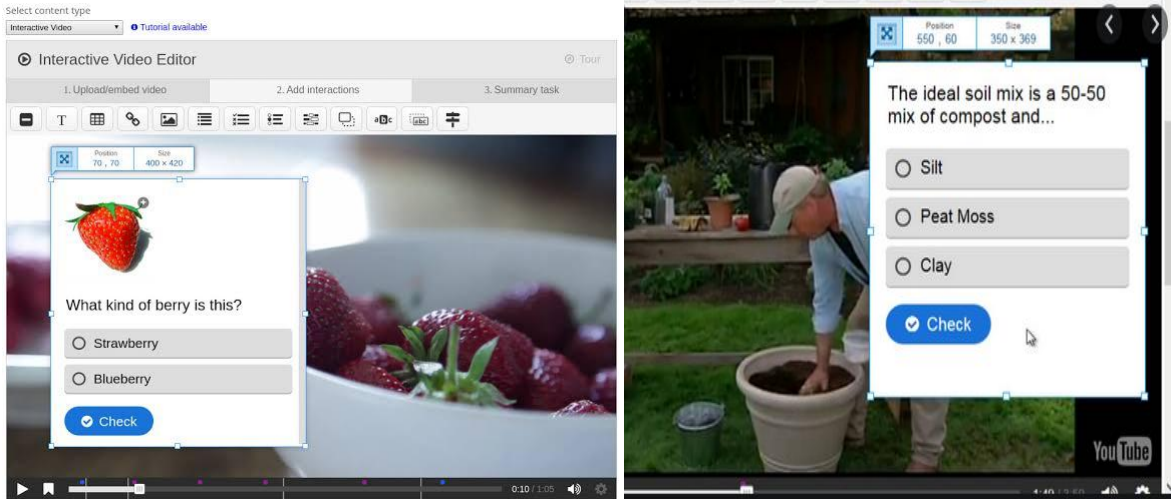 Select content type
Interactive Video
Tutorial available
Interactive Video Editor
Tour
1. Upload/embed video
2. Add interactions
3. Summary task
T
abc
abc
Position
70 , 70
Size
400 × 420
What kind of berry is this?
Strawberry
Blueberry
Check
0:10 / 1:05
Position
550 , 60
Size
350 x 369
The ideal soil mix is a 50-50
mix of compost and...
Silt
Peat Moss
Clay
Check
YouTube